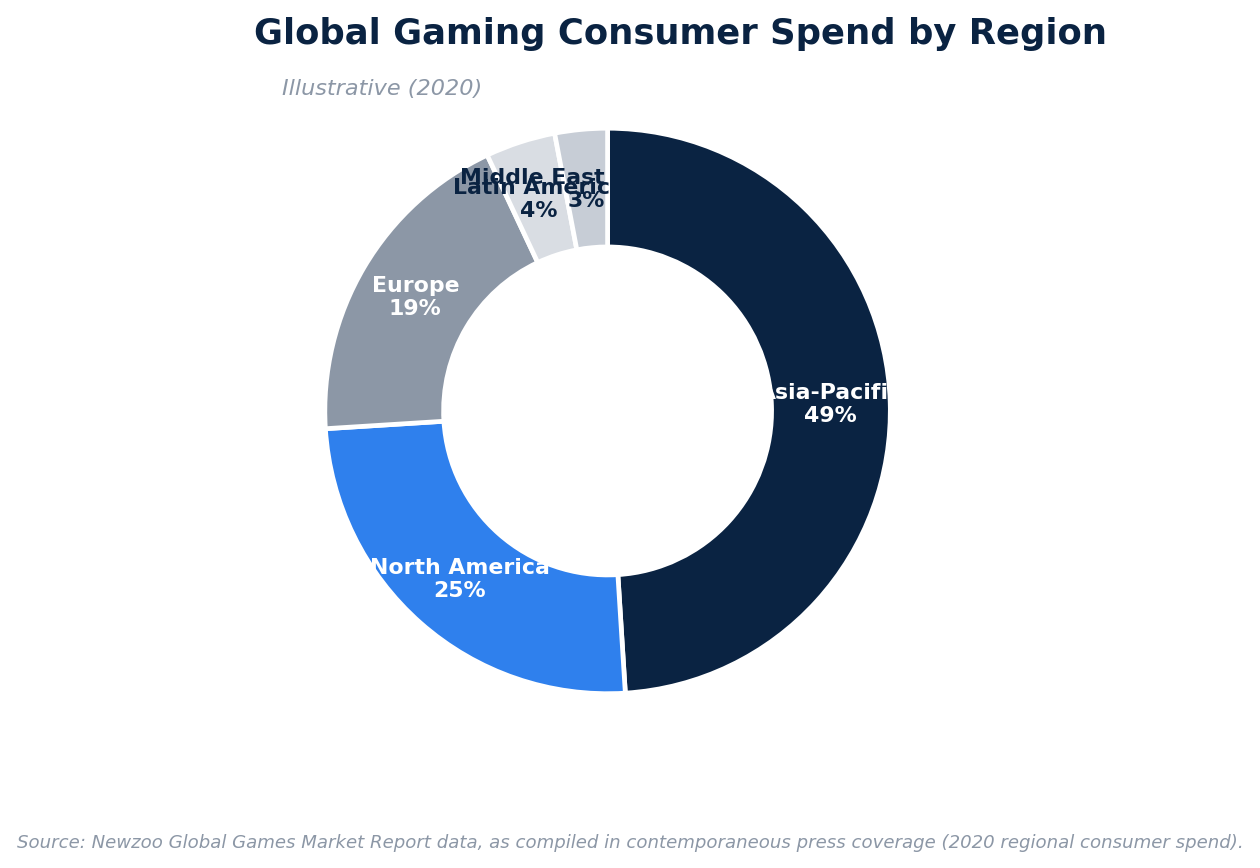 Global Gaming Consumer Spend by Region
Illustrative (2020)
Middle East
3%
Latin Americ
4%
Europe
19%
sia-Pacifi
49%
North America
25%
Source: Newzoo Global Games Market Report data, as compiled in contemporaneous press coverage (2020 regional consumer spend).